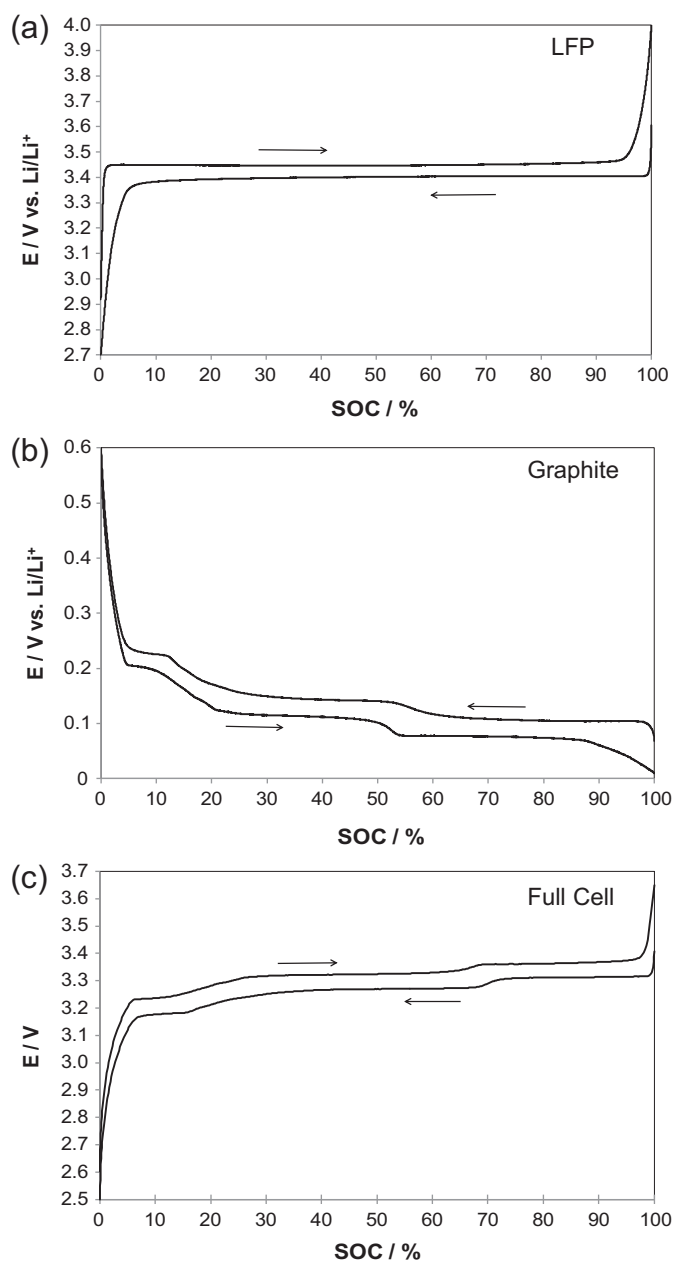 (a)
LFP
4.0
3.9
3.8
3.7
3.6
3.5
3.4
3.3
3.2
3.1
3.0
2.9
2.8
2.7
E / V vs. Li/Li⁺
0 10 20 30 40 50 60 70 80 90 100
SOC / %
(b)
Graphite
0.6
0.5
0.4
0.3
0.2
0.1
0
E / V vs. Li/Li⁺
0 10 20 30 40 50 60 70 80 90 100
SOC / %
(c)
Full Cell
3.7
3.6
3.5
3.4
3.3
3.2
3.1
3.0
2.9
2.8
2.7
2.6
2.5
E / V
0 10 20 30 40 50 60 70 80 90 100
SOC / %